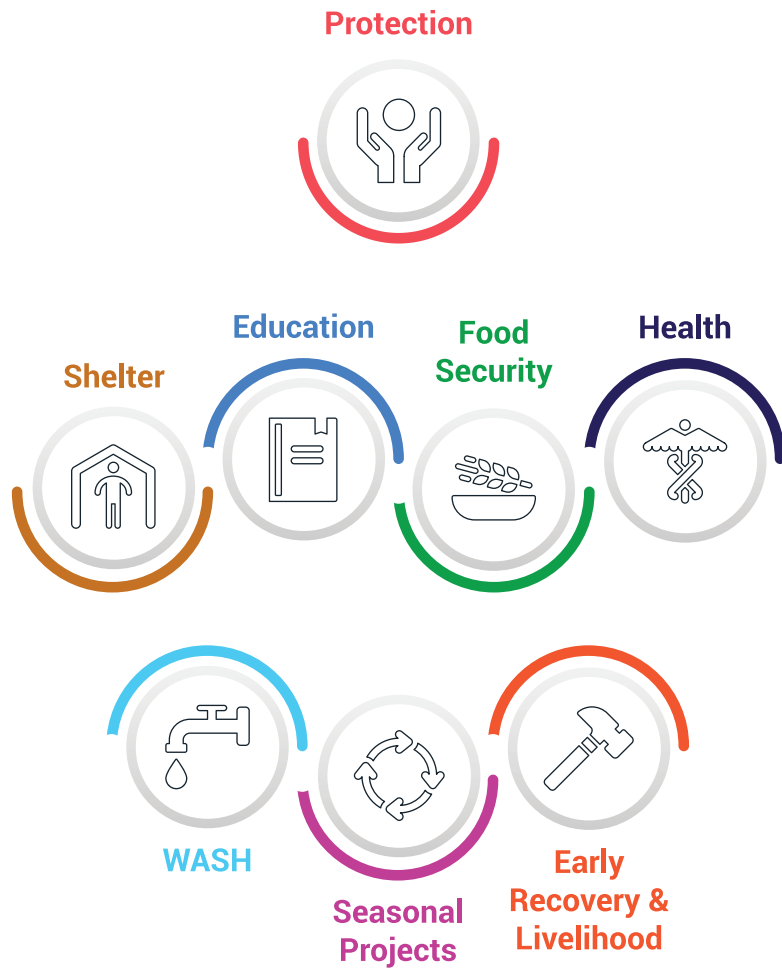 Protection
Shelter
Education
Food
Security
Health
WASH
Seasonal
Projects
Early
Recovery &
Livelihood